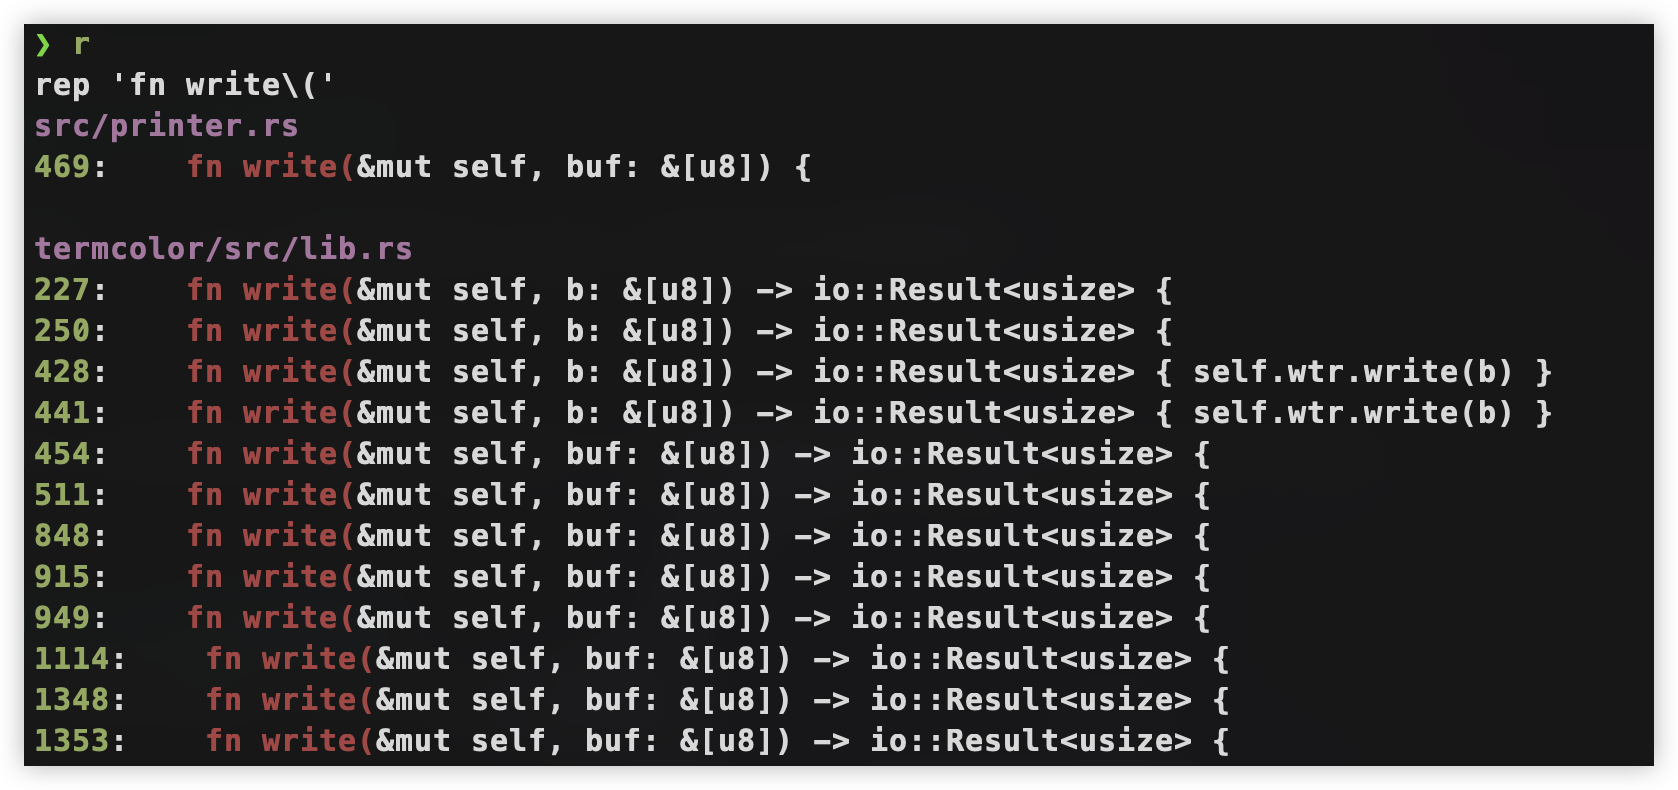 ❯ r
rep 'fn write\('
src/printer.rs
469:    fn write(&mut self, buf: &[u8]) {

termcolor/src/lib.rs
227:    fn write(&mut self, b: &[u8]) -> io::Result<usize> {
250:    fn write(&mut self, b: &[u8]) -> io::Result<usize> {
428:    fn write(&mut self, b: &[u8]) -> io::Result<usize> { self.wtr.write(b) }
441:    fn write(&mut self, b: &[u8]) -> io::Result<usize> { self.wtr.write(b) }
454:    fn write(&mut self, buf: &[u8]) -> io::Result<usize> {
511:    fn write(&mut self, buf: &[u8]) -> io::Result<usize> {
848:    fn write(&mut self, buf: &[u8]) -> io::Result<usize> {
915:    fn write(&mut self, buf: &[u8]) -> io::Result<usize> {
949:    fn write(&mut self, buf: &[u8]) -> io::Result<usize> {
1114:    fn write(&mut self, buf: &[u8]) -> io::Result<usize> {
1348:    fn write(&mut self, buf: &[u8]) -> io::Result<usize> {
1353:    fn write(&mut self, buf: &[u8]) -> io::Result<usize> {